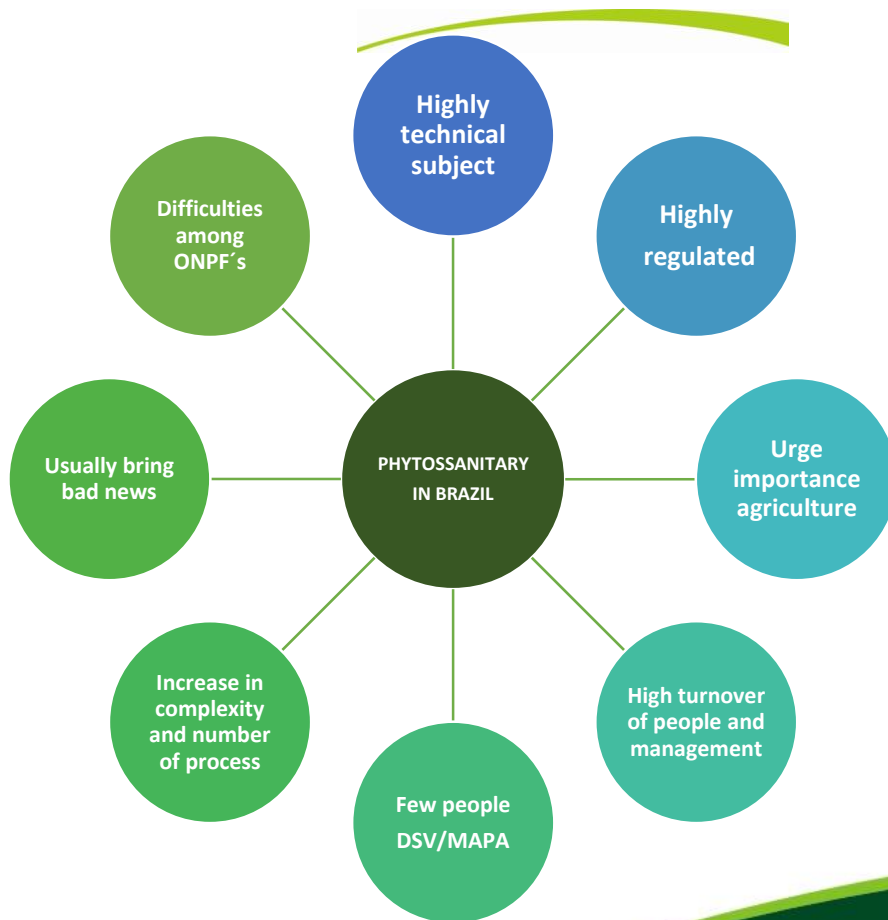 Highly
technical
subject
Highly
regulated
Urge
importance
agriculture
High turnover
of people and
management
Few people
DSV/MAPA
Increase in
complexity
and number
of process
Usually bring
bad news
Difficulties
among
ONPF´s
PHYTOSSANITARY
IN BRAZIL